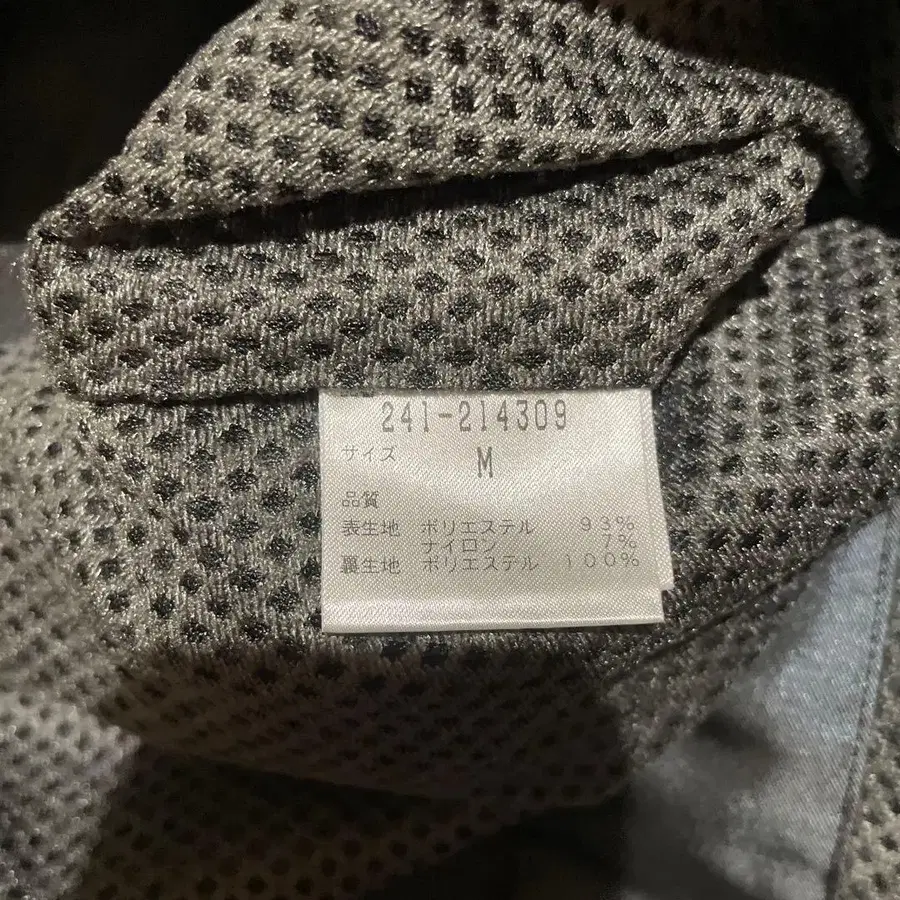 241-214309
サイズ
M
品質
表生地 ポリエステル 93%
ナイロン 7%
裏生地 ポリエステル 100%